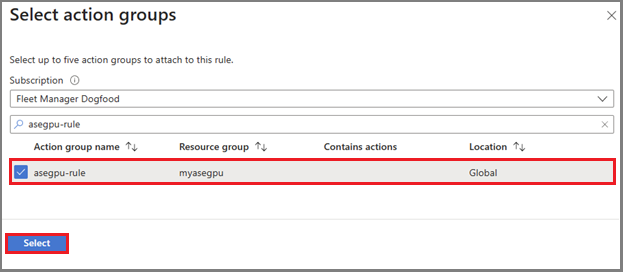 Select action groups
Select up to five action groups to attach to this rule.
Subscription
Fleet Manager Dogfood
asegpu-rule
Action group name Resource group Contains actions Location
asegpu-rule myasegpu Global
Select